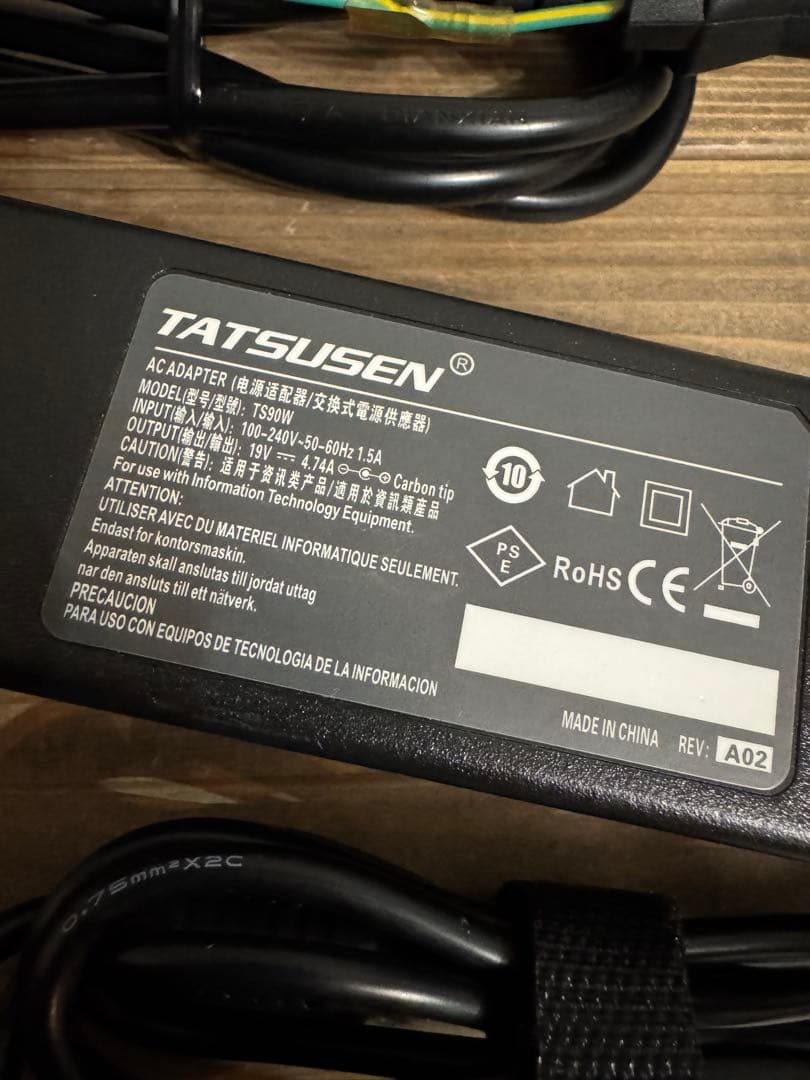 TATSUSEN®
AC ADAPTER (电源适配器/交換式電源供應器)
MODEL(型号/型號): TS90W
INPUT(输入/输入): 100-240V~50-60Hz 1.5A
OUTPUT(输出/輸出): 19V ⎓ 4.74A Carbon tip
CAUTION(警告): 适用于资讯类产品/適用於資訊類産品
For use with Information Technology Equipment.
ATTENTION:
UTILISER AVEC DU MATERIEL INFORMATIQUE SEULEMENT.
Endast for kontorsmaskin.
Apparaten skall anslutas till jordat uttag
nar den ansluts till ett nätverk.
PRECAUCION
PARA USO CON EQUIPOS DE TECNOLOGIA DE LA INFORMACION
10
PS
E
RoHS CE
MADE IN CHINA REV: A02
0.75mm²X2C